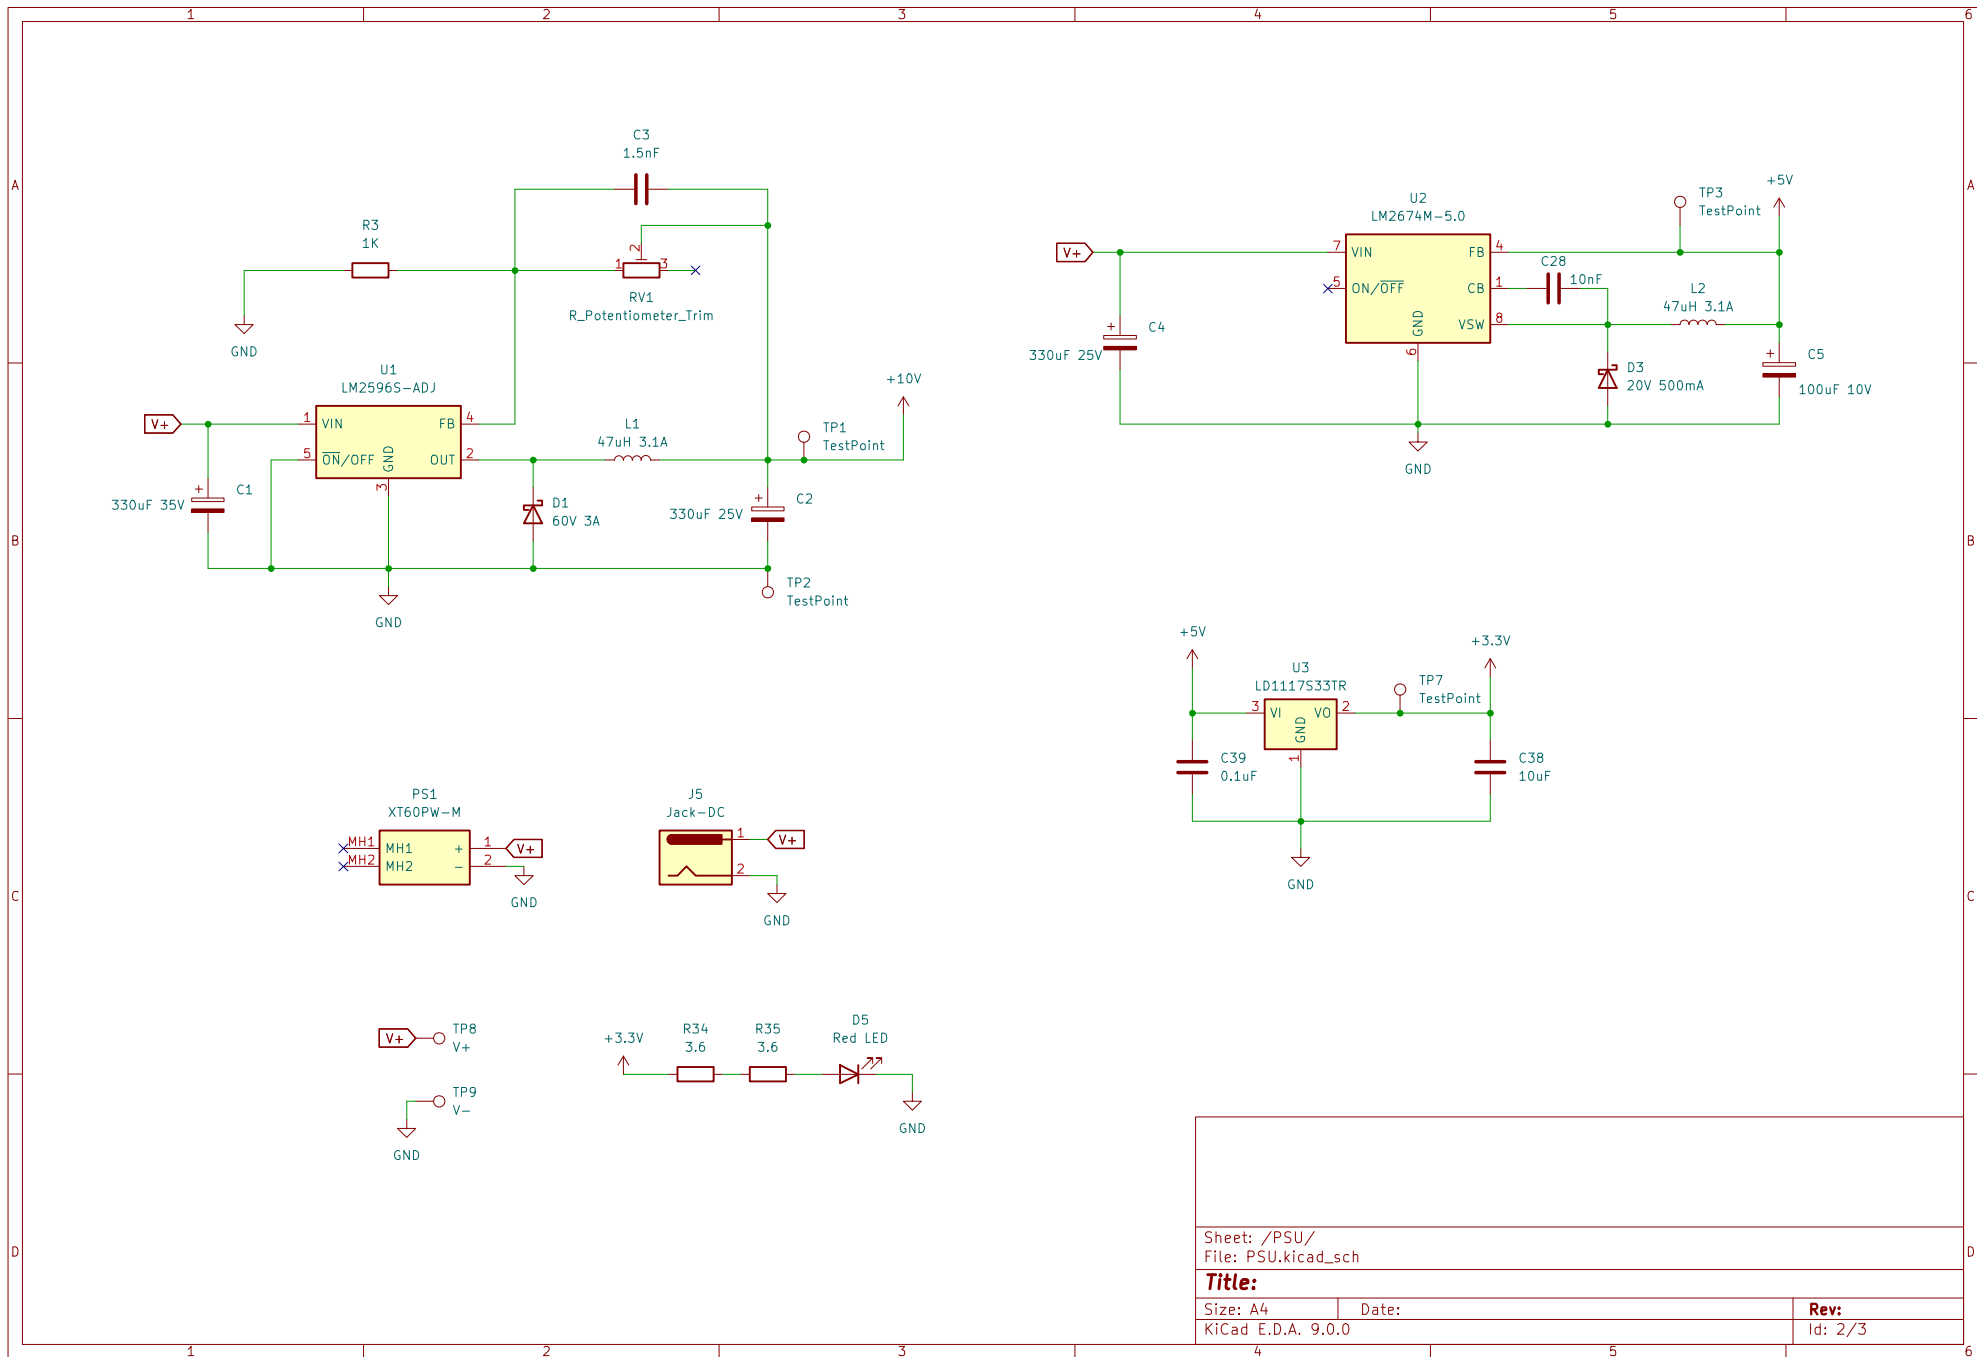 1 2 3 4 5 6
A A
B B
C C
D D
C3
1.5nF
R3
1K
2
1 3
RV1
R_Potentiometer_Trim
GND
U1
LM2596S-ADJ
V+
1 VIN FB 4
5 ON/OFF GND OUT 2
3
C1
+
330uF 35V
L1
47uH 3.1A
TP1
TestPoint
+10V
D1
60V 3A
C2
+
330uF 25V
TP2
TestPoint
GND
U2
LM2674M-5.0
V+
7 VIN FB 4
5 ON/OFF CB 1
GND VSW 8
6
C28
10nF
TP3
TestPoint
+5V
L2
47uH 3.1A
+
C4
330uF 25V
D3
20V 500mA
+
C5
100uF 10V
GND
+5V
U3
LD1117S33TR
3 VI VO 2
GND
1
TP7
TestPoint
+3.3V
C39
0.1uF
C38
10uF
GND
PS1
XT60PW-M
MH1 MH1 + 1 V+
MH2 MH2 - 2
GND
J5
Jack-DC
1 V+
2
GND
V+ TP8
V+
TP9
V-
GND
+3.3V
R34
3.6
R35
3.6
D5
Red LED
GND
Sheet: /PSU/
File: PSU.kicad_sch
Title:
Size: A4 Date: Rev:
KiCad E.D.A. 9.0.0 Id: 2/3
1 2 3 4 5 6